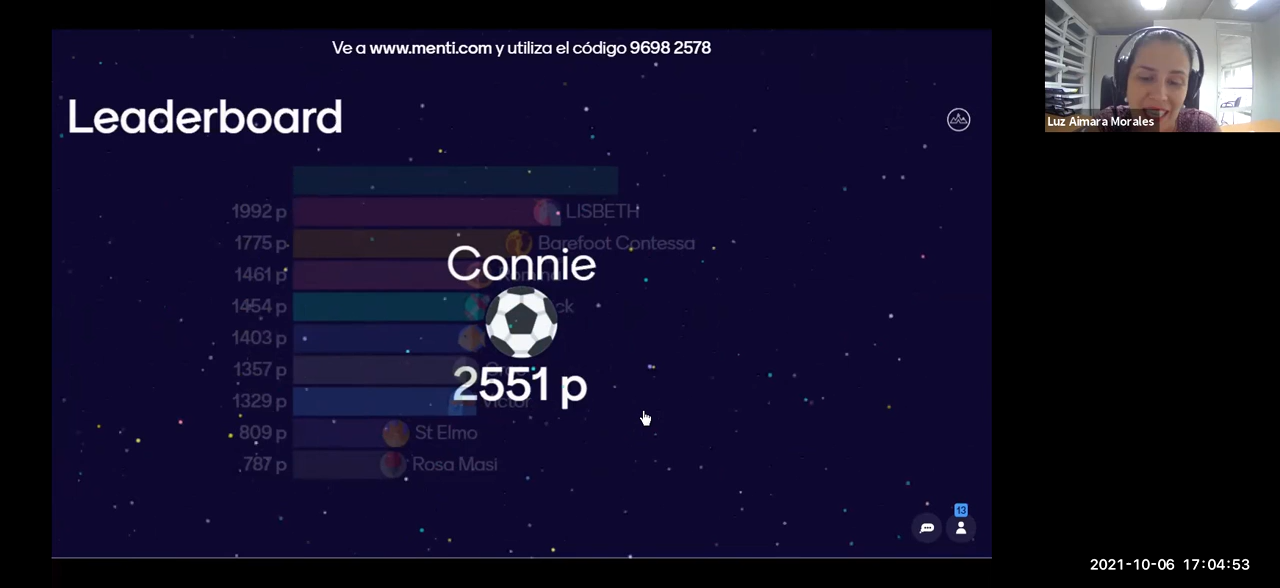 Ve a www.menti.com y utiliza el código 9698 2578
Leaderboard
Luz Aimara Morales
1992 p
LISBETH
1775 p
Barefoot Contessa
Connie
1461 p
1454 p
1403 p
1357 p
2551 p
1329 p
Victor
809 p
St Elmo
787 p
Rosa Masi
13
2021-10-06 17:04:53